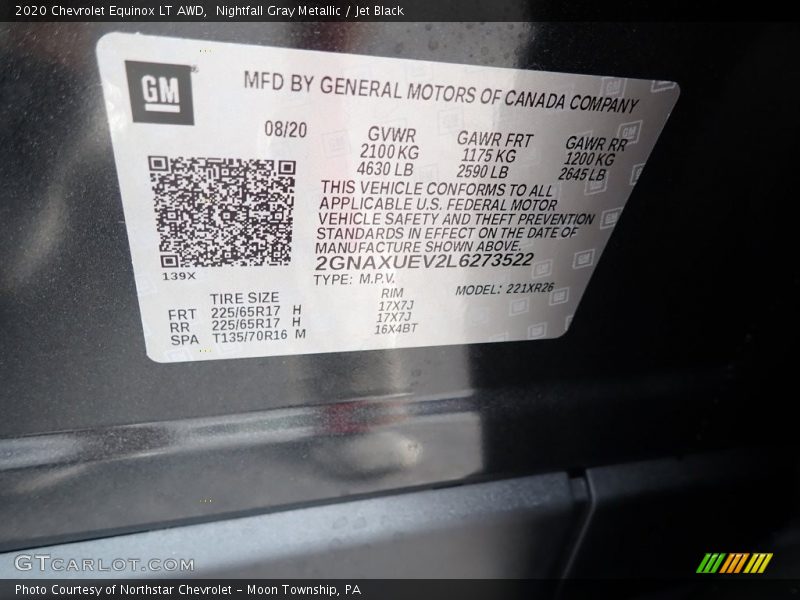 2020 Chevrolet Equinox LT AWD, Nightfall Gray Metallic / Jet Black
GM
MFD BY GENERAL MOTORS OF CANADA COMPANY
08/20
GVWR GAWR FRT GAWR RR
2100 KG 1175 KG 1200 KG
4630 LB 2590 LB 2645 LB
THIS VEHICLE CONFORMS TO ALL
APPLICABLE U.S. FEDERAL MOTOR
VEHICLE SAFETY AND THEFT PREVENTION
STANDARDS IN EFFECT ON THE DATE OF
MANUFACTURE SHOWN ABOVE.
2GNAXUEV2L6273522
139X
TYPE: M.P.V. MODEL: 221XR26
TIRE SIZE RIM
FRT 225/65R17 H 17X7J
RR 225/65R17 H 17X7J
SPA T135/70R16 M 16X4BT
GTCARLOT.COM
Photo Courtesy of Northstar Chevrolet - Moon Township, PA